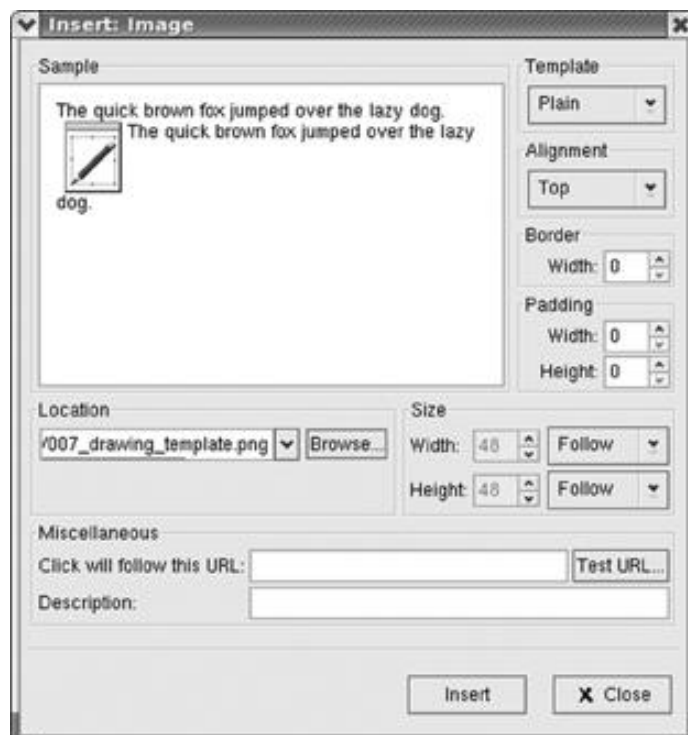 Insert: Image
Sample
The quick brown fox jumped over the lazy dog.
The quick brown fox jumped over the lazy
dog.
Template
Plain
Alignment
Top
Border
Width: 0
Padding
Width: 0
Height: 0
Location
/007_drawing_template.png Browse...
Size
Width: 48 Follow
Height: 48 Follow
Miscellaneous
Click will follow this URL: Test URL...
Description:
Insert Close